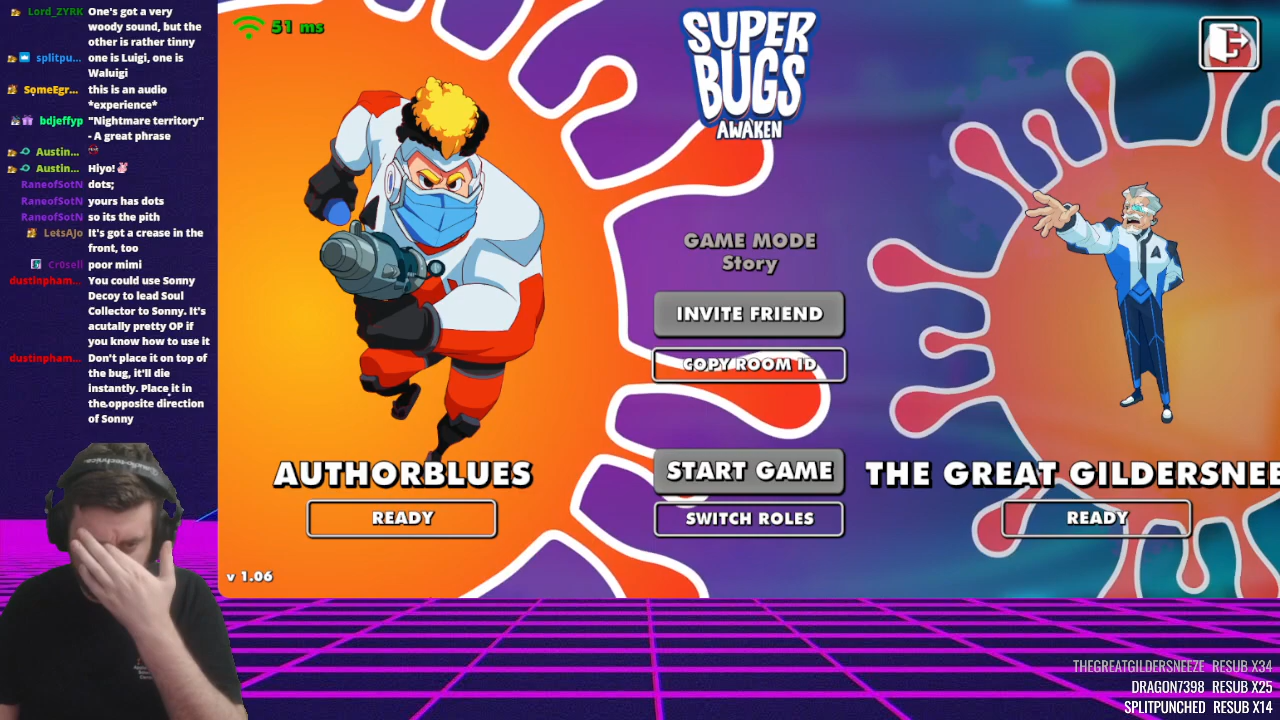 Lord_ZYRK One's got a very
woody sound, but the
other is rather tinny
splitpu... one is Luigi, one is
Waluigi
SomeEgr... this is an audio
*experience*
bdjeffyp "Nightmare territory"
- A great phrase
Austin...
Austin... Hiyo!
RaneofSotN dots;
RaneofSotN yours has dots
RaneofSotN so its the pith
LetsAJo It's got a crease in the
front, too
Cr0sell poor mimi
dustinpham... You could use Sonny
Decoy to lead Soul
Collector to Sonny. It's
acutally pretty OP if
you know how to use it
dustinpham... Don't place it on top of
the bug, it'll die
instantly. Place it in
the opposite direction
of Sonny
51 ms
SUPER
BUGS
AWAKEN
GAME MODE
Story
INVITE FRIEND
COPY ROOM ID
START GAME
SWITCH ROLES
AUTHORBLUES
READY
THE GREAT GILDERSNEE
READY
v 1.06
THEGREATGILDERSNEEZE RESUB X34
DRAGON7398 RESUB X25
SPLITPUNCHED RESUB X14